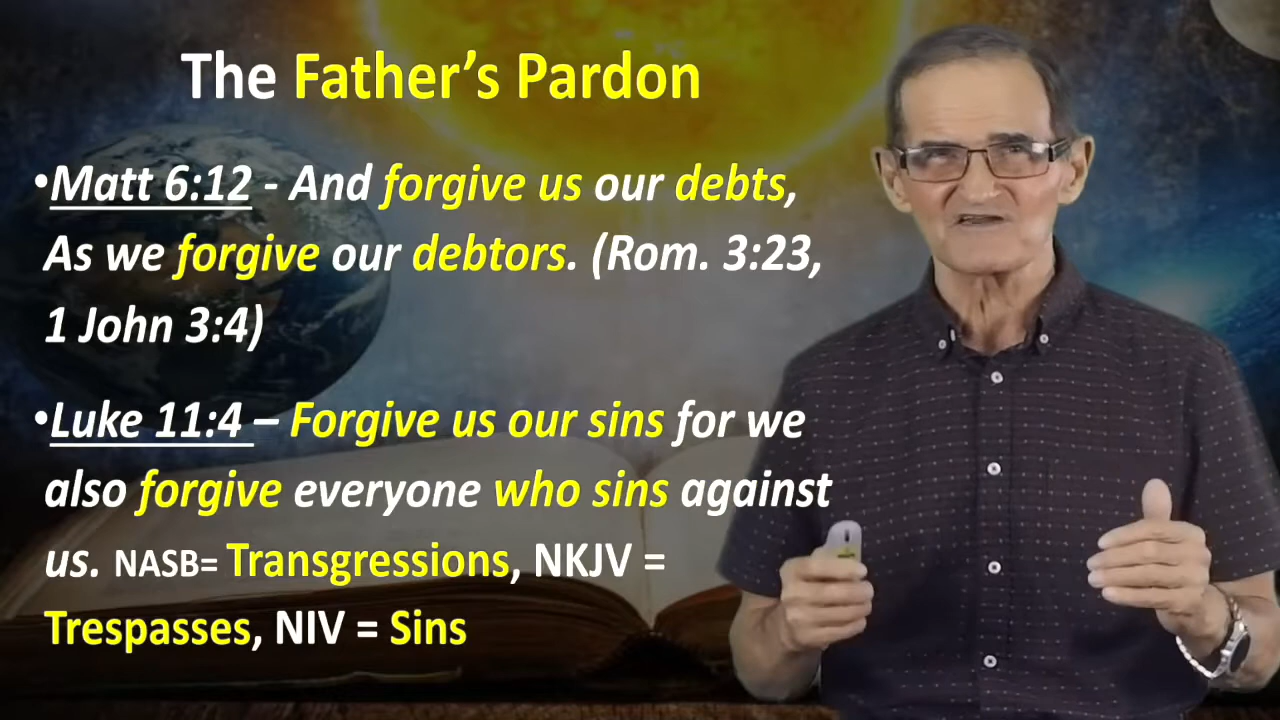 The Father's Pardon
•Matt 6:12 - And forgive us our debts,
As we forgive our debtors. (Rom. 3:23,
1 John 3:4)
•Luke 11:4 – Forgive us our sins for we
also forgive everyone who sins against
us. NASB= Transgressions, NKJV =
Trespasses, NIV = Sins